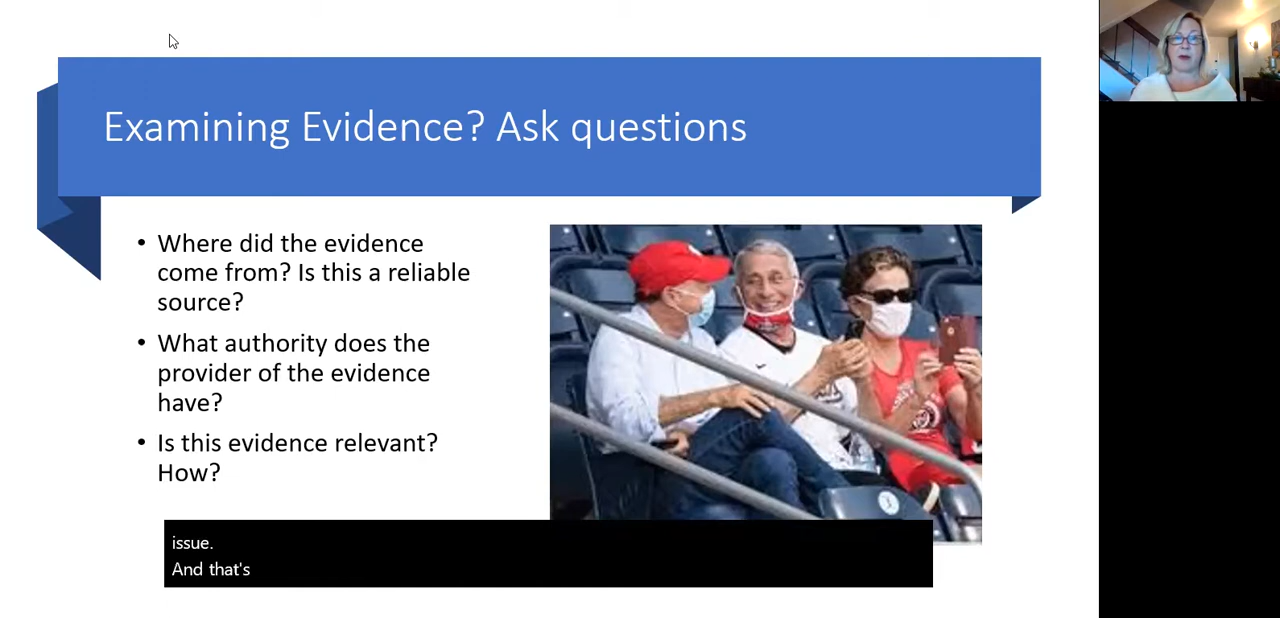 Examining Evidence? Ask questions
• Where did the evidence
come from? Is this a reliable
source?
• What authority does the
provider of the evidence
have?
• Is this evidence relevant?
How?
issue.
And that's